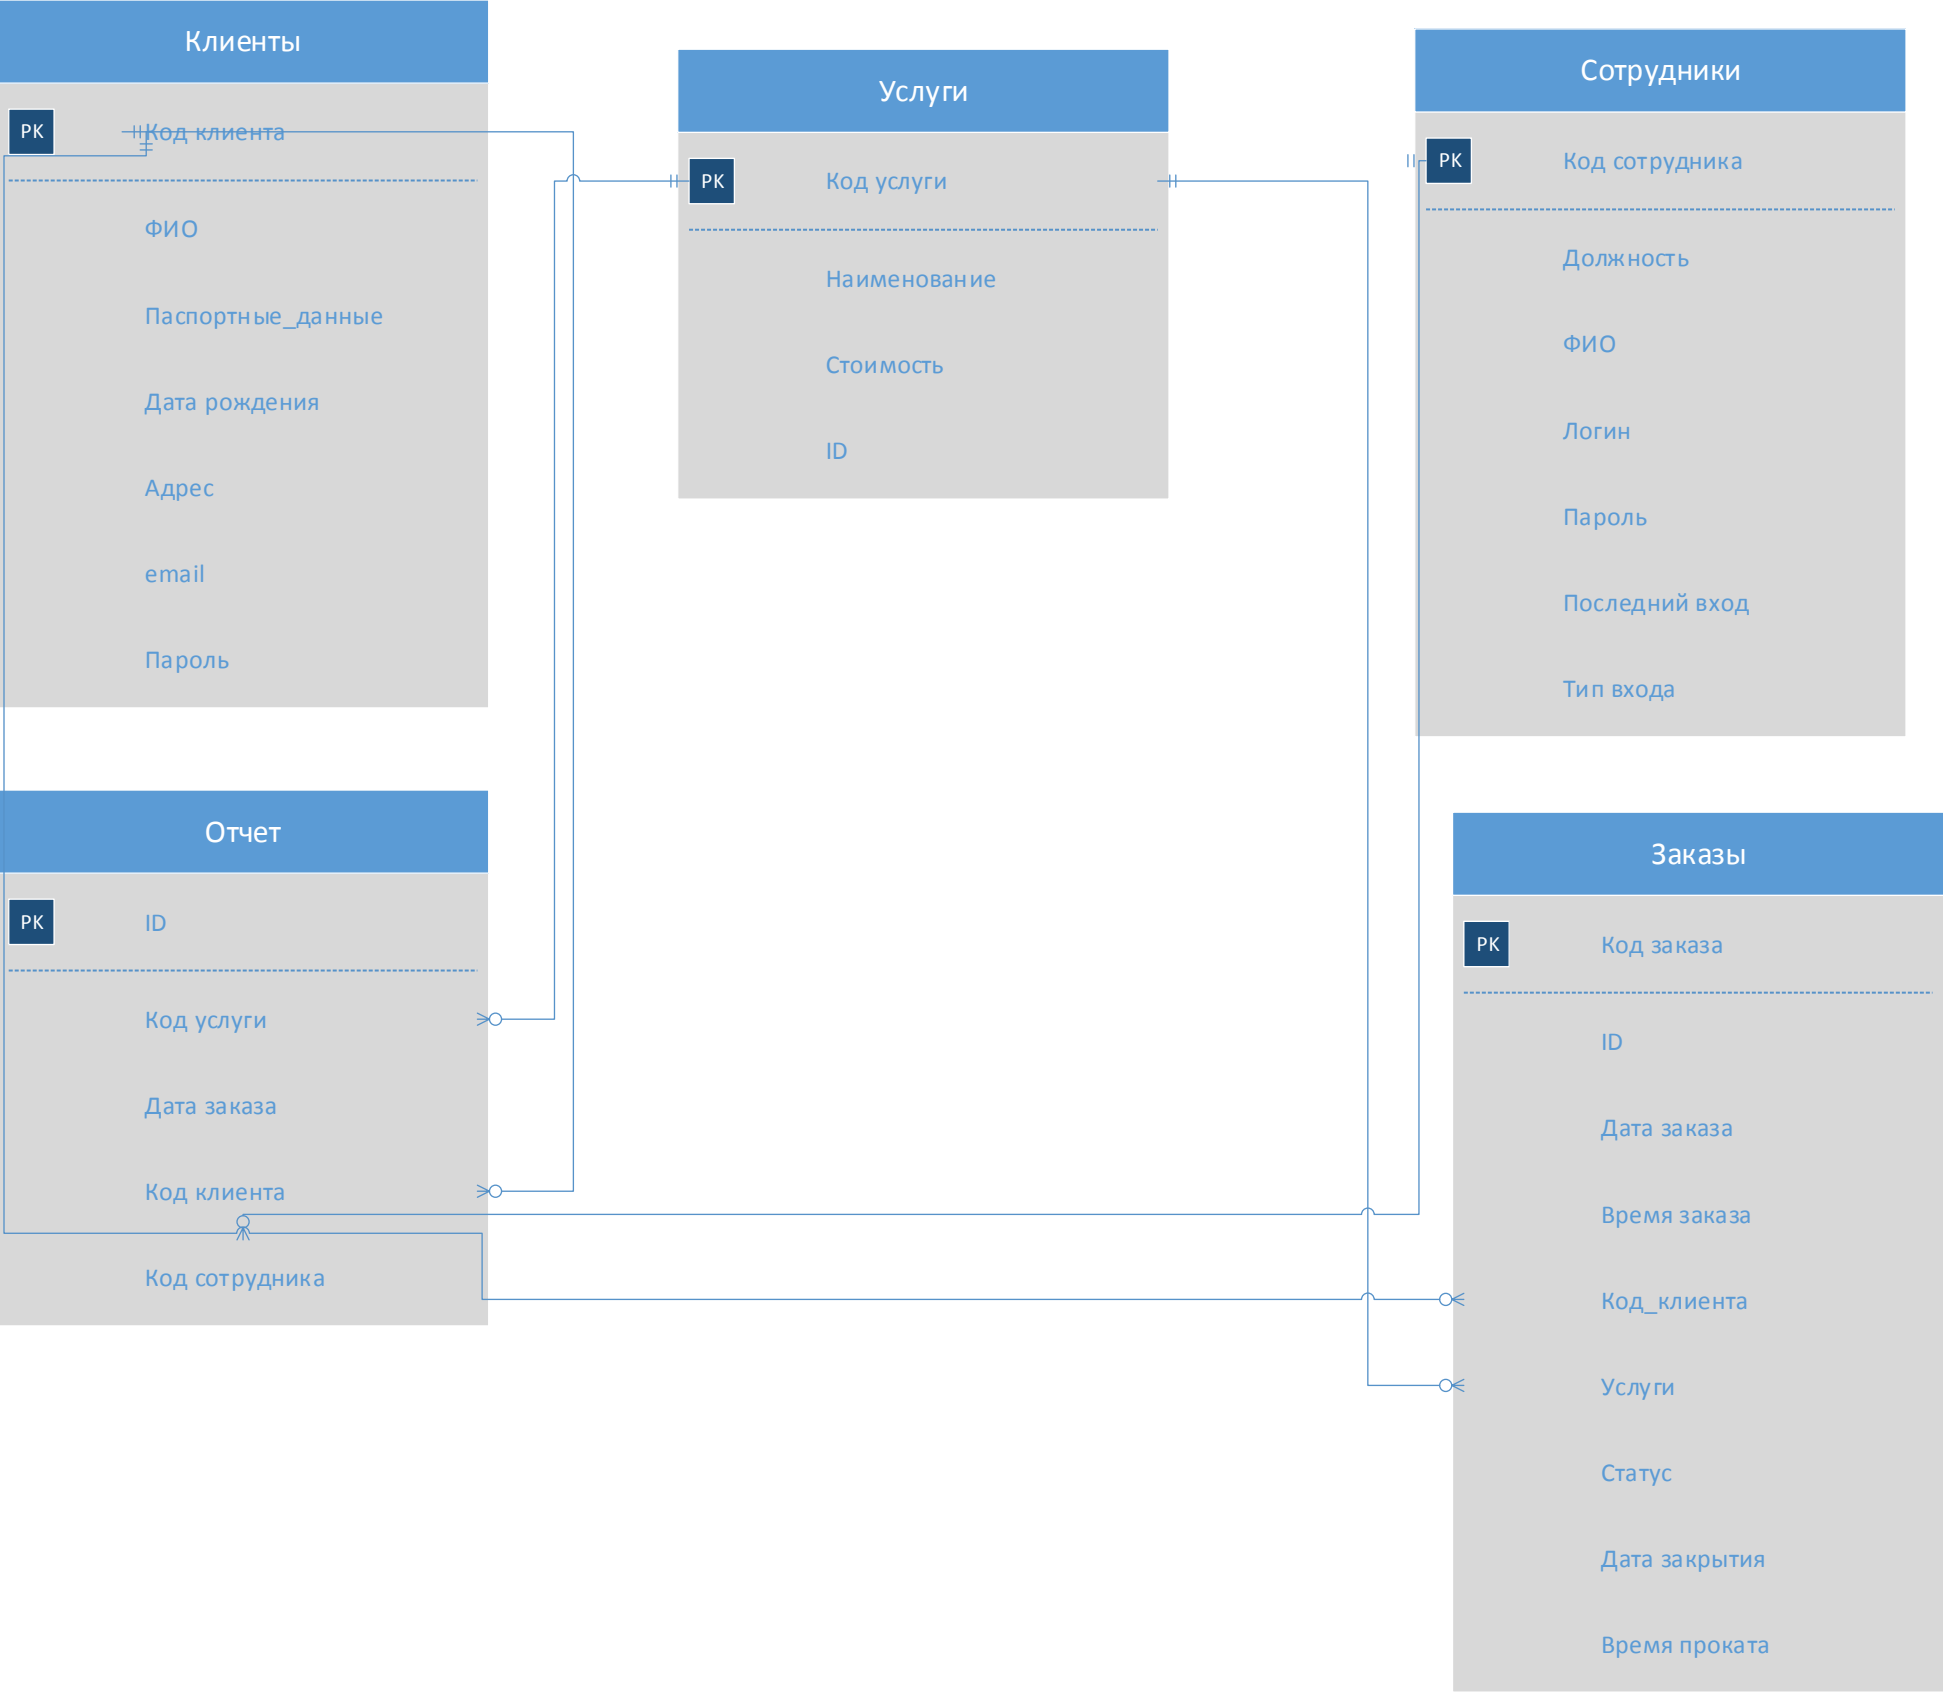 Клиенты
PK
Код клиента
ФИО
Паспортные_данные
Дата рождения
Адрес
email
Пароль
Услуги
PK
Код услуги
Наименование
Стоимость
ID
Сотрудники
PK
Код сотрудника
Должность
ФИО
Логин
Пароль
Последний вход
Тип входа
Отчет
PK
ID
Код услуги
Дата заказа
Код клиента
Код сотрудника
Заказы
PK
Код заказа
ID
Дата заказа
Время заказа
Код_клиента
Услуги
Статус
Дата закрытия
Время проката